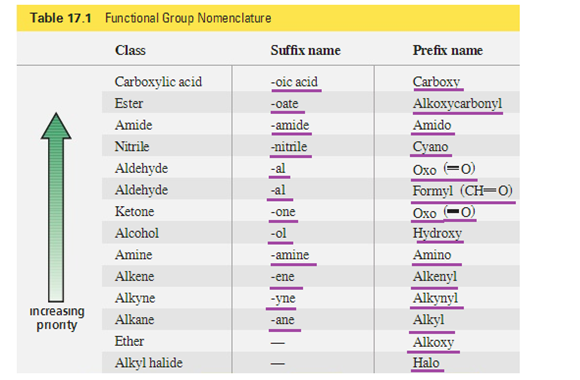 Table 17.1 Functional Group Nomenclature
Class Suffix name Prefix name
Carboxylic acid -oic acid Carboxy
Ester -oate Alkoxycarbonyl
Amide -amide Amido
Nitrile -nitrile Cyano
Aldehyde -al Oxo (=O)
Aldehyde -al Formyl (CH=O)
Ketone -one Oxo (=O)
Alcohol -ol Hydroxy
Amine -amine Amino
Alkene -ene Alkenyl
Alkyne -yne Alkynyl
Alkane -ane Alkyl
Ether — Alkoxy
Alkyl halide — Halo
increasing
priority